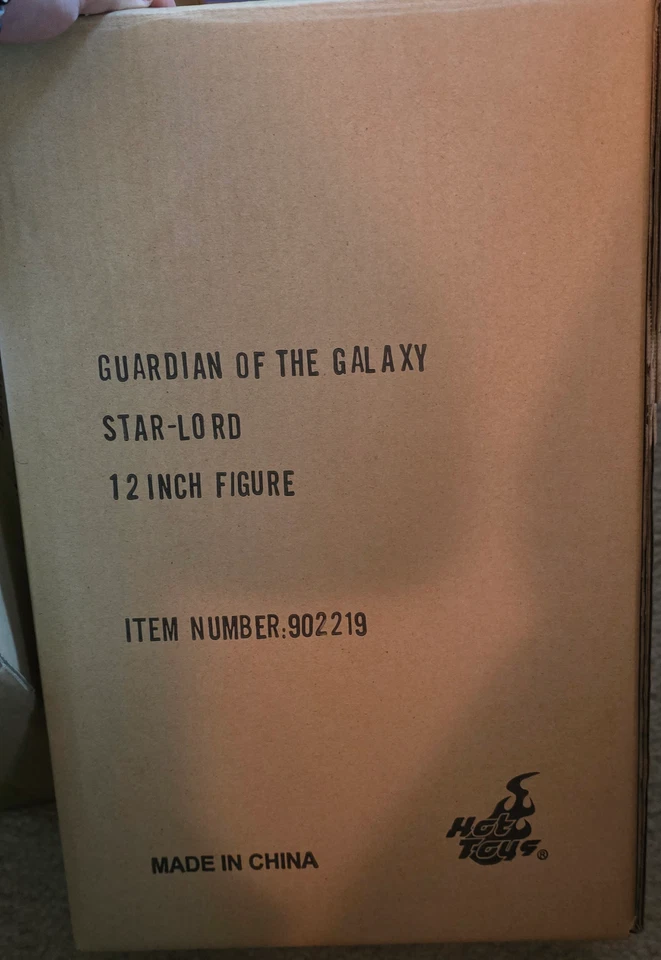 GUARDIAN OF THE GALAXY
STAR-LORD
12 INCH FIGURE
ITEM NUMBER:902219
Hot
Toys®
MADE IN CHINA